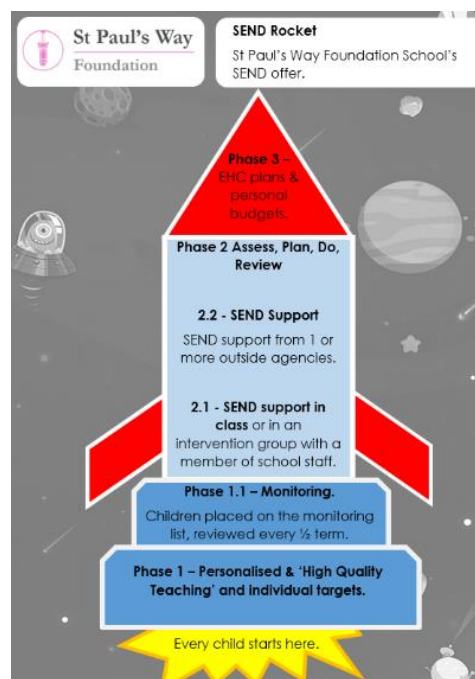 St Paul's Way
Foundation
SEND Rocket
St Paul's Way Foundation School's
SEND offer.
Phase 3 –
EHC plans &
personal
budgets.
Phase 2 Assess, Plan, Do,
Review
2.2 - SEND Support
SEND support from 1 or
more outside agencies.
2.1 - SEND support in
class or in an
intervention group with a
member of school staff.
Phase 1.1 – Monitoring.
Children placed on the monitoring
list, reviewed every ½ term.
Phase 1 – Personalised & ‘High Quality
Teaching’ and individual targets.
Every child starts here.